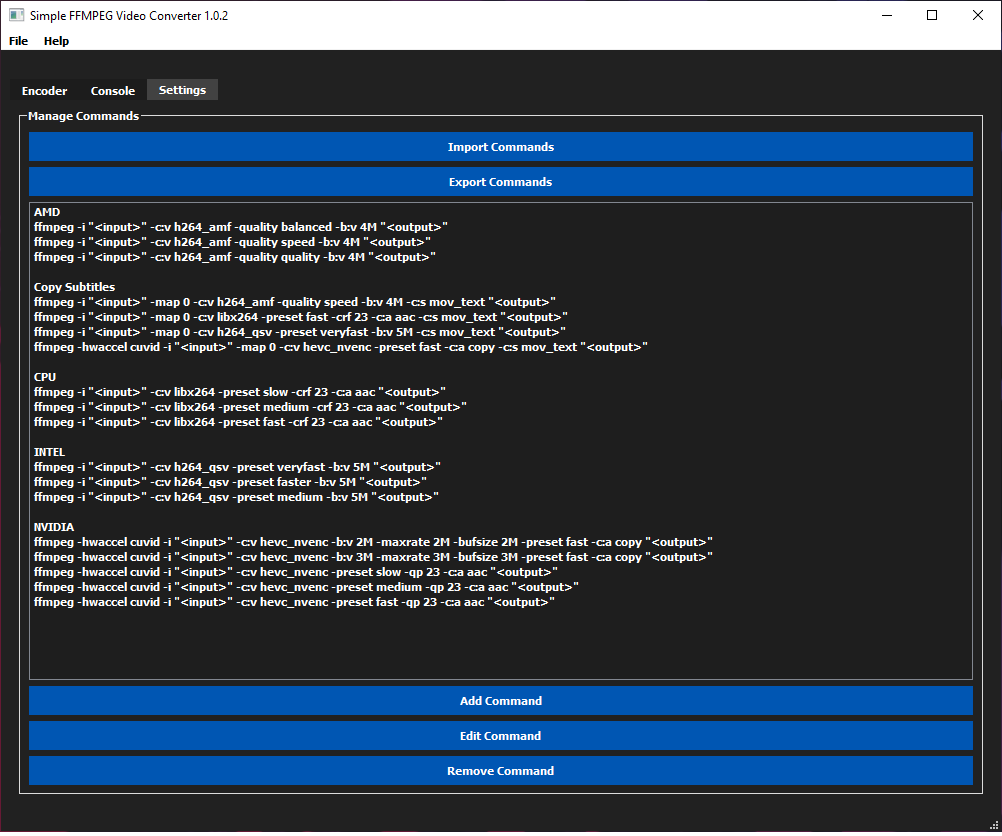 Simple FFMPEG Video Converter 1.0.2
File Help
Encoder Console Settings
Manage Commands
Import Commands
Export Commands
AMD
ffmpeg -i "<input>" -c:v h264_amf -quality balanced -b:v 4M "<output>"
ffmpeg -i "<input>" -c:v h264_amf -quality speed -b:v 4M "<output>"
ffmpeg -i "<input>" -c:v h264_amf -quality quality -b:v 4M "<output>"
Copy Subtitles
ffmpeg -i "<input>" -map 0 -c:v h264_amf -quality speed -b:v 4M -c:s mov_text "<output>"
ffmpeg -i "<input>" -map 0 -c:v libx264 -preset fast -crf 23 -c:a aac -c:s mov_text "<output>"
ffmpeg -i "<input>" -map 0 -c:v h264_qsv -preset veryfast -b:v 5M -c:s mov_text "<output>"
ffmpeg -hwaccel cuvid -i "<input>" -map 0 -c:v hevc_nvenc -preset fast -c:a copy -c:s mov_text "<output>"
CPU
ffmpeg -i "<input>" -c:v libx264 -preset slow -crf 23 -c:a aac "<output>"
ffmpeg -i "<input>" -c:v libx264 -preset medium -crf 23 -c:a aac "<output>"
ffmpeg -i "<input>" -c:v libx264 -preset fast -crf 23 -c:a aac "<output>"
INTEL
ffmpeg -i "<input>" -c:v h264_qsv -preset veryfast -b:v 5M "<output>"
ffmpeg -i "<input>" -c:v h264_qsv -preset faster -b:v 5M "<output>"
ffmpeg -i "<input>" -c:v h264_qsv -preset medium -b:v 5M "<output>"
NVIDIA
ffmpeg -hwaccel cuvid -i "<input>" -c:v hevc_nvenc -b:v 2M -maxrate 2M -bufsize 2M -preset fast -c:a copy "<output>"
ffmpeg -hwaccel cuvid -i "<input>" -c:v hevc_nvenc -b:v 3M -maxrate 3M -bufsize 3M -preset fast -c:a copy "<output>"
ffmpeg -hwaccel cuvid -i "<input>" -c:v hevc_nvenc -preset slow -qp 23 -c:a aac "<output>"
ffmpeg -hwaccel cuvid -i "<input>" -c:v hevc_nvenc -preset medium -qp 23 -c:a aac "<output>"
ffmpeg -hwaccel cuvid -i "<input>" -c:v hevc_nvenc -preset fast -qp 23 -c:a aac "<output>"
Add Command
Edit Command
Remove Command